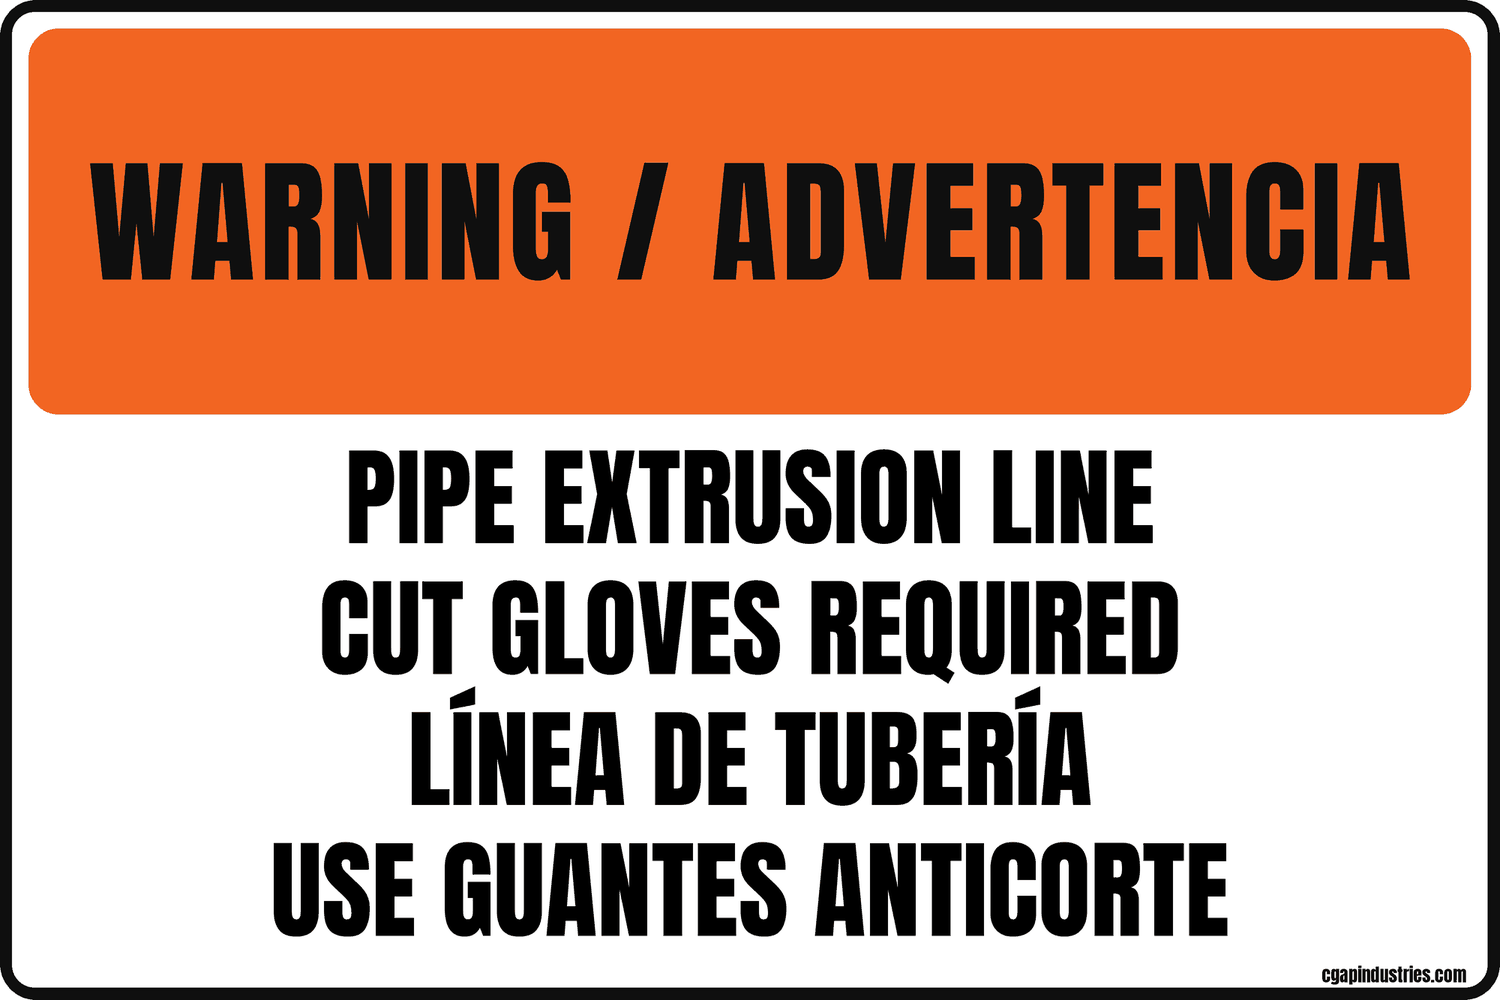 WARNING / ADVERTENCIA
PIPE EXTRUSION LINE
CUT GLOVES REQUIRED
LÍNEA DE TUBERÍA
USE GUANTES ANTICORTE
cgapindustries.com